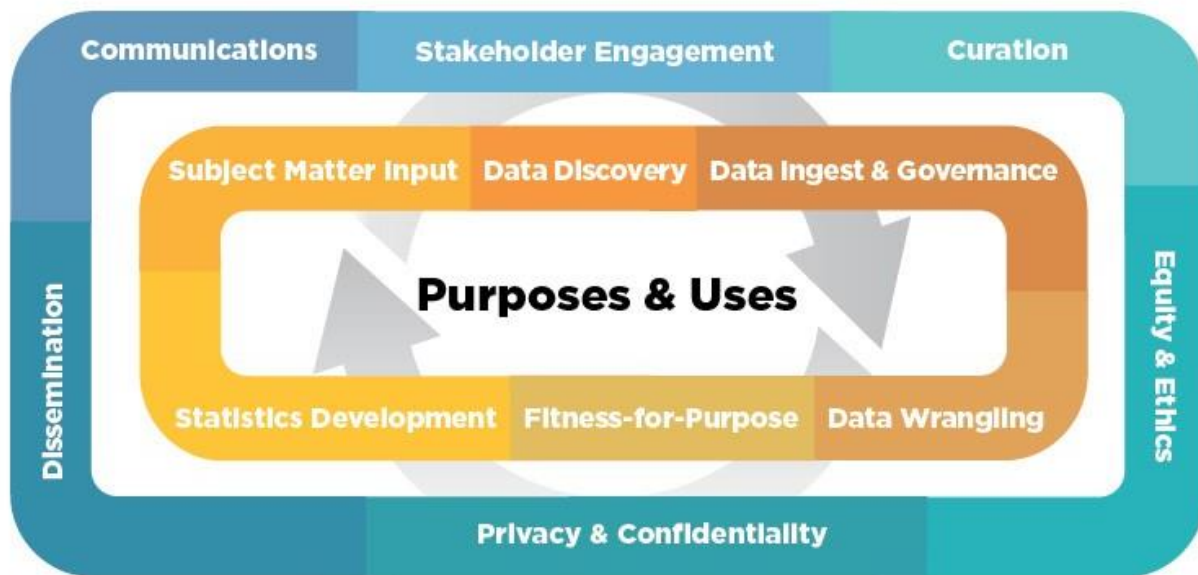 Communications
Stakeholder Engagement
Curation
Subject Matter Input
Data Discovery
Data Ingest & Governance
Purposes & Uses
Equity & Ethics
Dissemination
Statistics Development
Fitness-for-Purpose
Data Wrangling
Privacy & Confidentiality